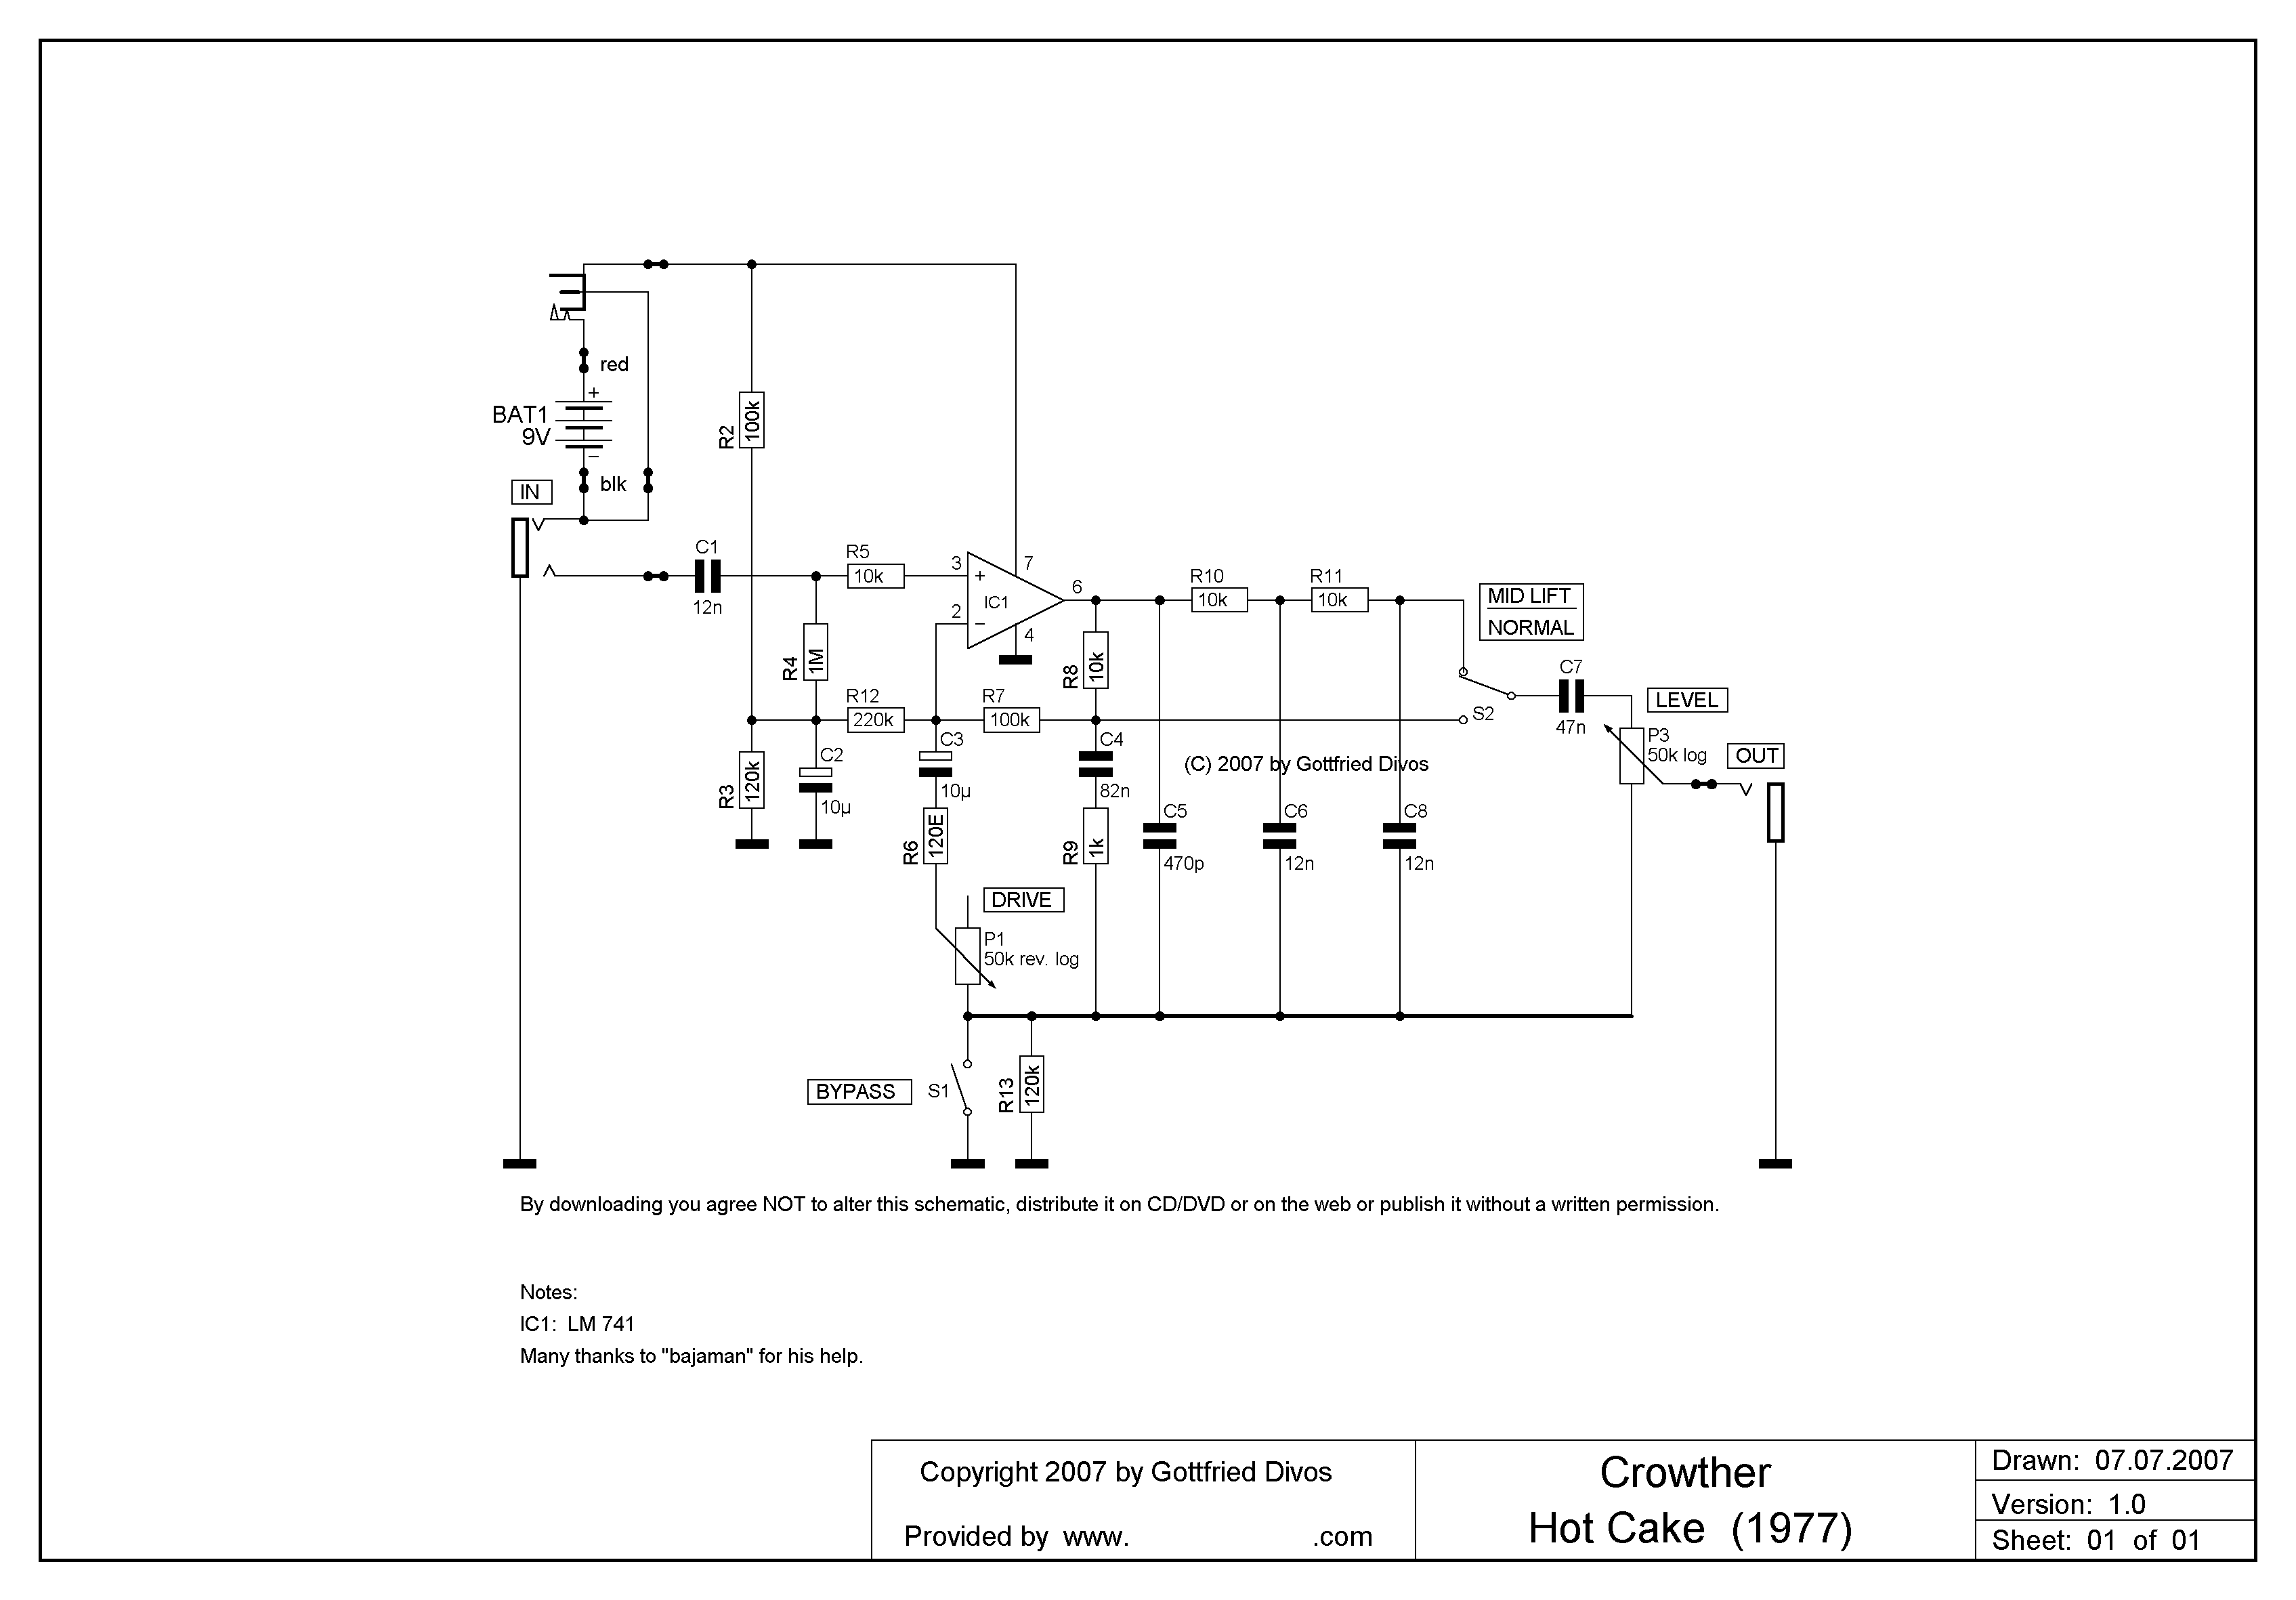 red
+
BAT1
9V
−
R2
100k
IN
blk
C1
12n
R5
10k
3
7
+
IC1
2
−
4
6
R10
10k
R11
10k
MID LIFT
NORMAL
R4
1M
R8
10k
R12
220k
R7
100k
S2
C7
47n
LEVEL
P3
50k log
OUT
R3
120k
C2
10µ
C3
10µ
C4
82n
(C) 2007 by Gottfried Divos
R6
120E
R9
1k
C5
470p
C6
12n
C8
12n
DRIVE
P1
50k rev. log
BYPASS
S1
R13
120k
By downloading you agree NOT to alter this schematic, distribute it on CD/DVD or on the web or publish it without a written permission.
Notes:
IC1: LM 741
Many thanks to "bajaman" for his help.
Copyright 2007 by Gottfried Divos
Provided by www. .com
Crowther
Hot Cake (1977)
Drawn: 07.07.2007
Version: 1.0
Sheet: 01 of 01